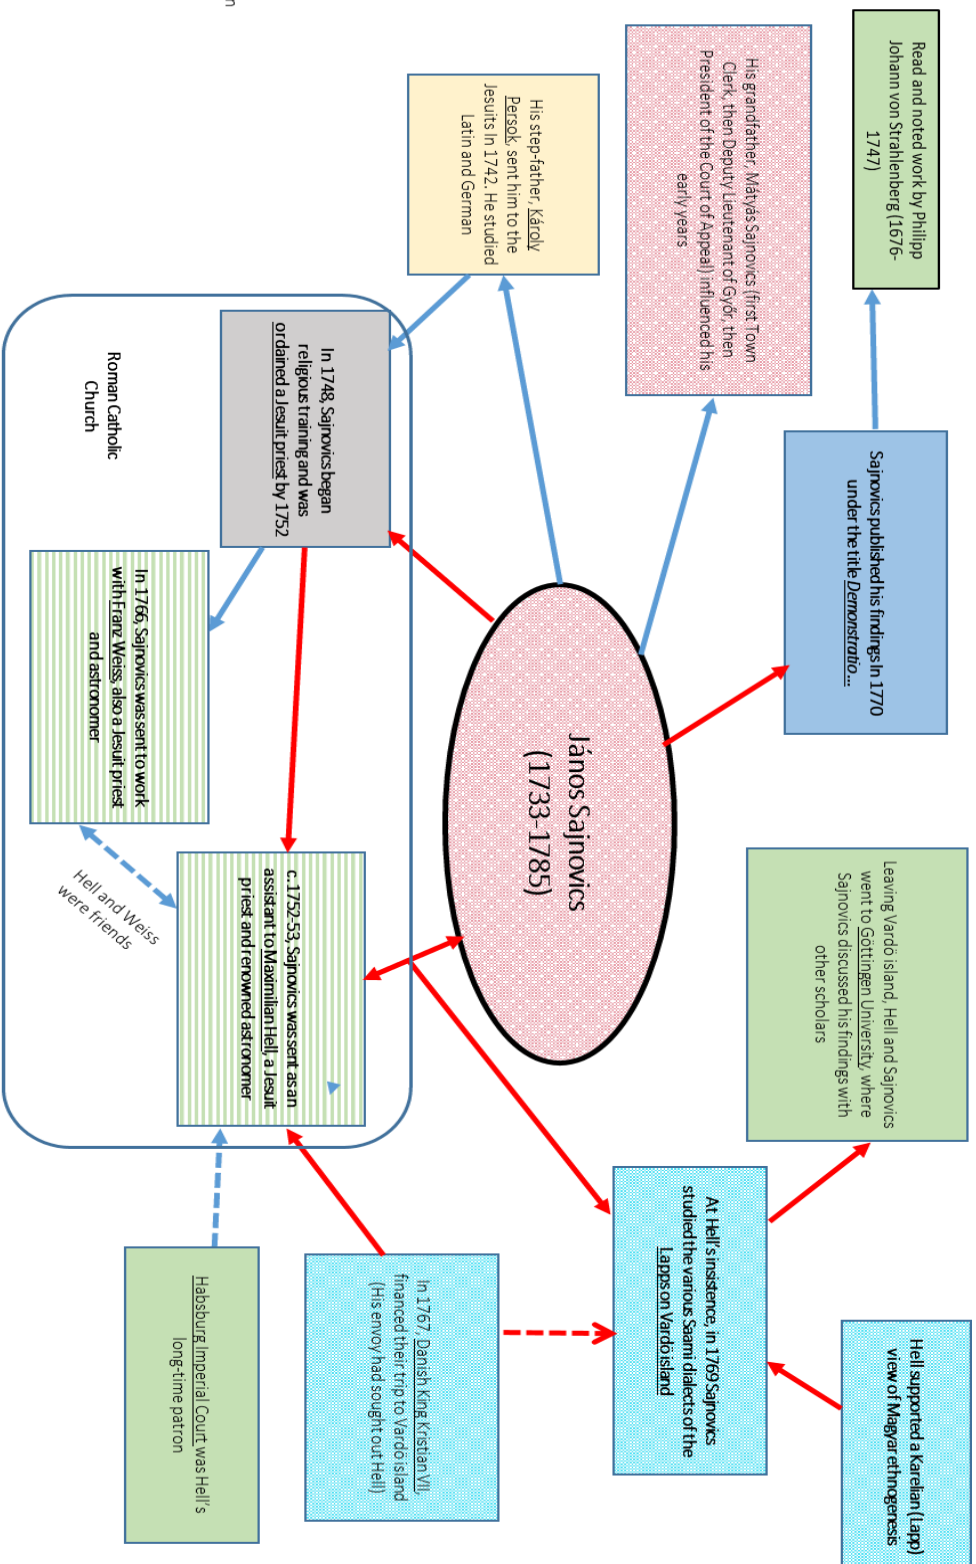 Read and noted work by Philipp
Johann von Strahlenberg (1676-
1747)
Sajnovics published his findings In 1770
under the title Demonstratio...
Leaving Vardö island, Hell and Sajnovics
went to Göttingen University, where
Sajnovics discussed his findings with
other scholars
Hell supported a Karelian (Lapp)
view of Magyar ethnogenesis
His grandfather, Mátyás Sajnovics (first Town
Clerk, then Deputy Lieutenant of Győr, then
President of the Court of Appeal) influenced his
early years
At Hell's insistence, in 1769 Sajnovics
studied the various Saami dialects of the
Lapps on Vardö island
János Sajnovics
(1733-1785)
His step-father, Károly
Persok, sent him to the
Jesuits In 1742. He studied
Latin and German
In 1767, Danish King Kristian VII,
financed their trip to Vardö island
(His envoy had sought out Hell)
In 1748, Sajnovics began
religious training and was
ordained a Jesuit priest by 1752
c.1752-53, Sajnovics was sent as an
assistant to Maximilian Hell, a Jesuit
priest and renowned astronomer
Habsburg Imperial Court was Hell's
long-time patron
Roman Catholic
Church
In 1766, Sajnovics was sent to work
with Franz Weiss, also a Jesuit priest
and astronomer
Hell and Weiss
were friends